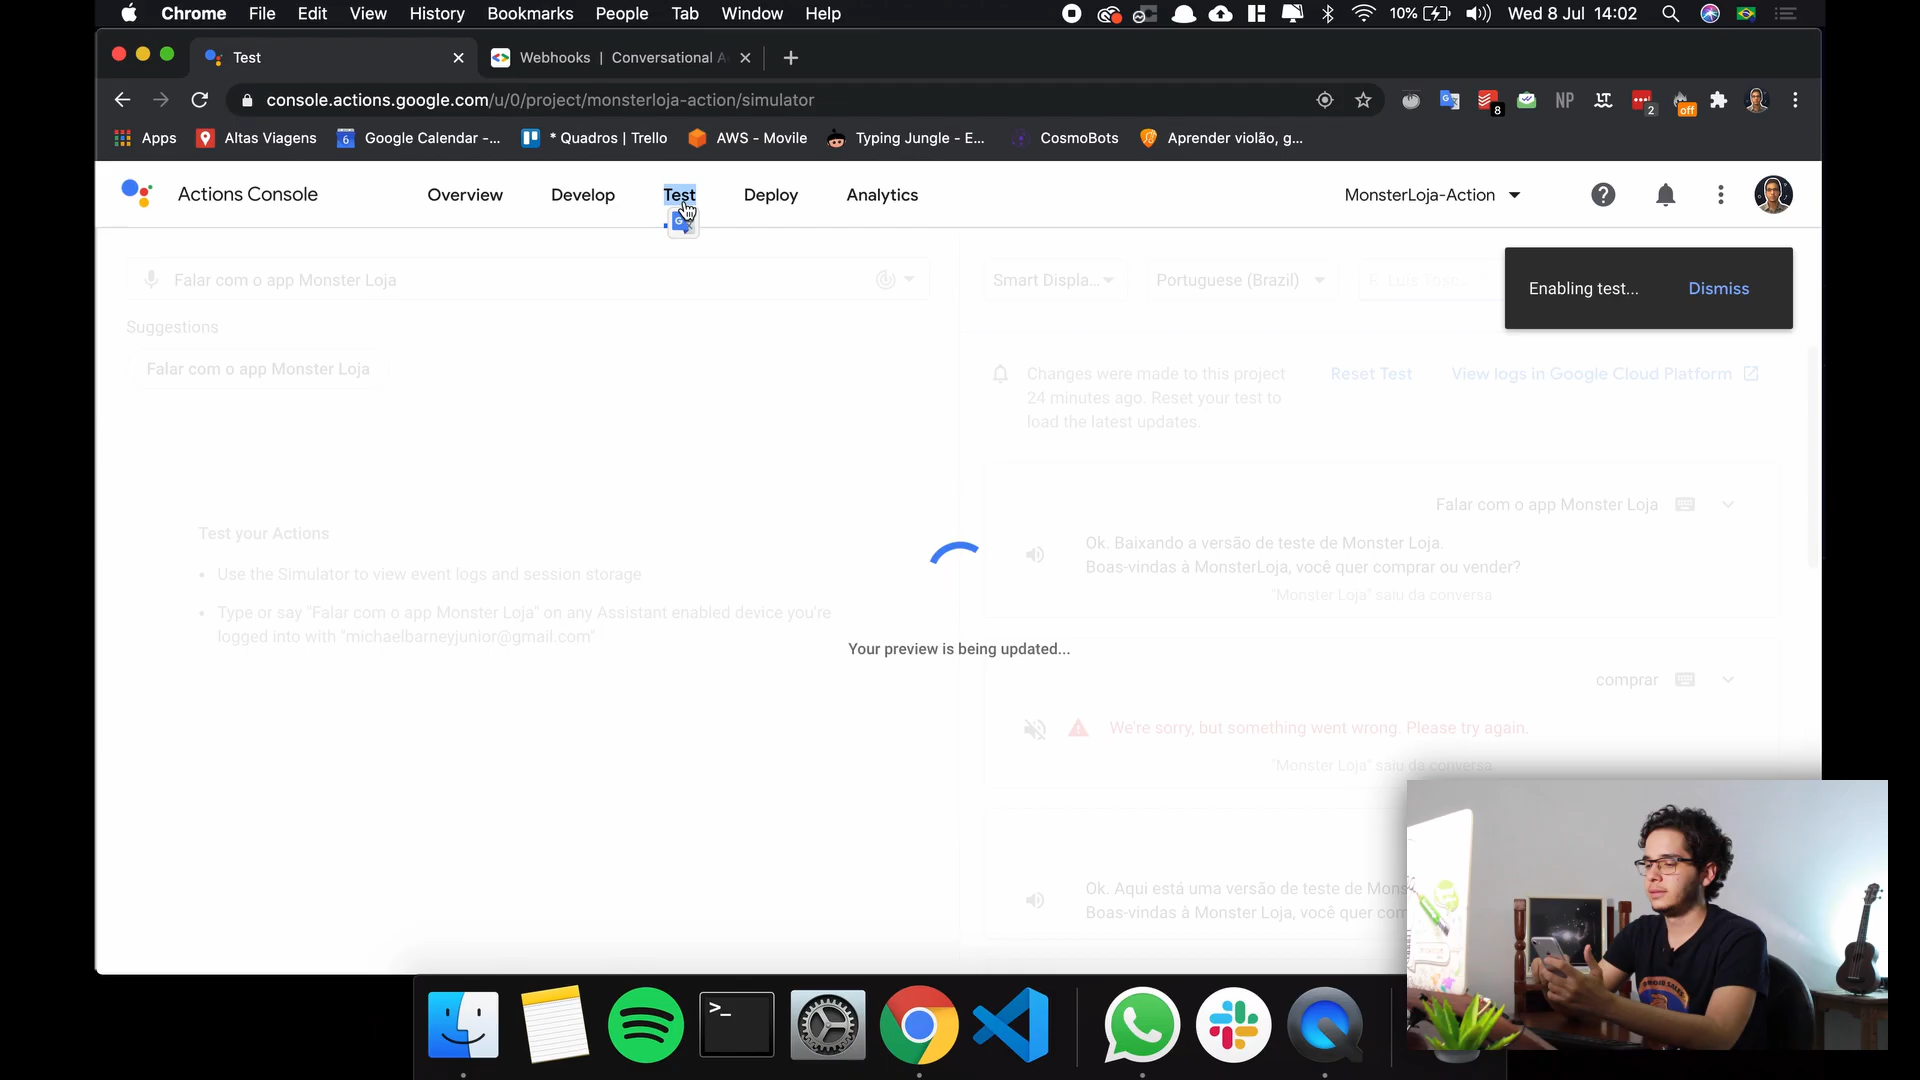 Chrome File Edit View History Bookmarks People Tab Window Help 10% Wed 8 Jul 14:02
Test
Webhooks | Conversational A
console.actions.google.com/u/0/project/monsterloja-action/simulator
NP
8
2
off
Apps
Altas Viagens
6
Google Calendar -...
* Quadros | Trello
AWS - Movile
Typing Jungle - E...
CosmoBots
Aprender violão, g...
Actions Console
Overview
Develop
Test
Deploy
Analytics
MonsterLoja-Action
Falar com o app Monster Loja
Suggestions
Falar com o app Monster Loja
Smart Displa...
Portuguese (Brazil)
Enabling test...
Dismiss
Changes were made to this project
24 minutes ago. Reset your test to
load the latest updates.
Reset Test
View logs in Google Cloud Platform
Test your Actions
Use the Simulator to view event logs and session storage
Type or say "Falar com o app Monster Loja" on any Assistant enabled device you're
logged into with "michaelbarneyjunior@gmail.com"
Your preview is being updated...
Falar com o app Monster Loja
Ok. Baixando a versão de teste de Monster Loja.
Boas-vindas à MonsterLoja, você quer comprar ou vender?
"Monster Loja" saiu da conversa
comprar
We're sorry, but something went wrong. Please try again.
"Monster Loja" saiu da conversa
Ok. Aqui está uma versão de teste de Mons
Boas-vindas à Monster Loja, você quer com